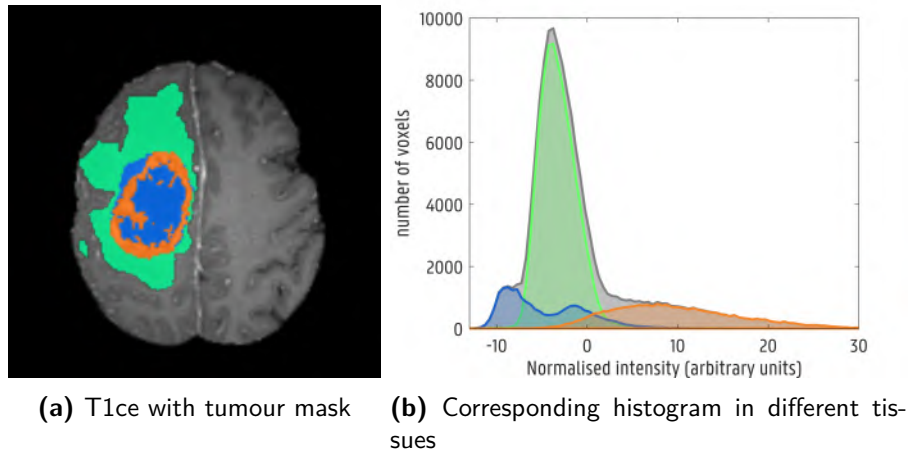 10000
8000
6000
4000
2000
0
number of voxels
-10 0 10 20 30
Normalised intensity (arbitrary units)
(a) T1ce with tumour mask
(b) Corresponding histogram in different tis-
sues